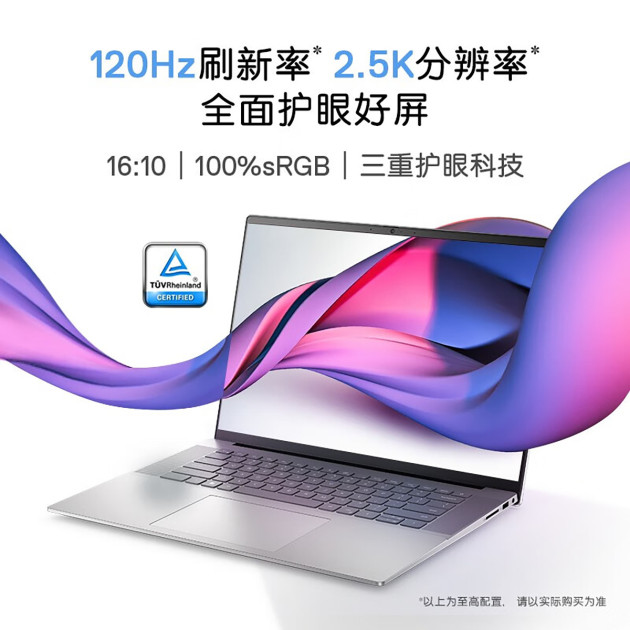 120Hz刷新率* 2.5K分辨率*
全面护眼好屏
16:10｜100%sRGB｜三重护眼科技
TÜVRheinland®
CERTIFIED
*以上为至高配置，请以实际购买为准